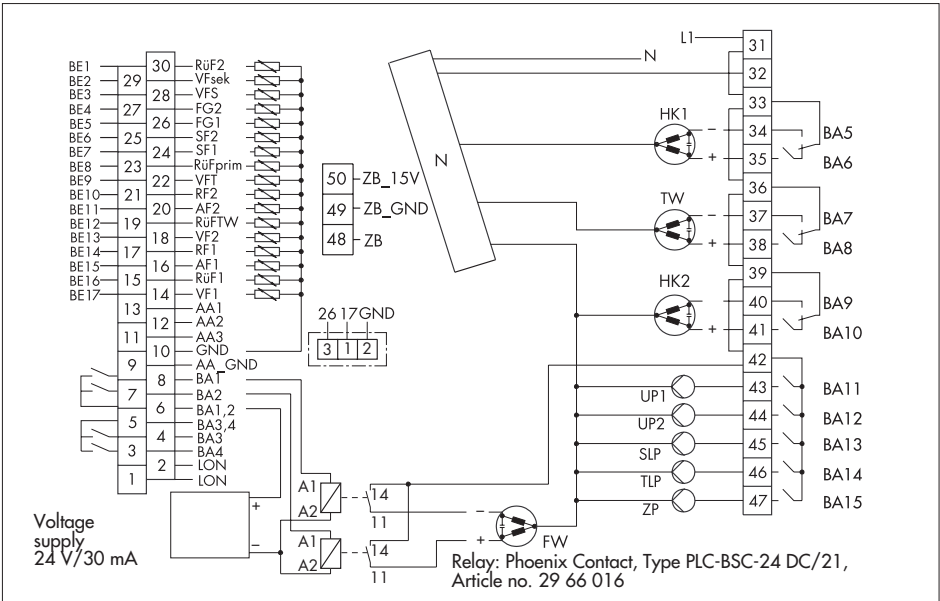 BE1 30 RüF2
BE2 29 VFsek
BE3 28 VFS
BE4 27 FG2
BE5 26 FG1
BE6 25 SF2
BE7 24 SF1
BE8 23 RüFprim
BE9 22 VFT
BE10 21 RF2
BE11 20 AF2
BE12 19 RüFTW
BE13 18 VF2
BE14 17 RF1
BE15 16 AF1
BE16 15 RüF1
BE17 14 VF1
13 AA1
12 AA2
11 AA3
10 GND
9 AA_GND
8 BA1
7 BA2
6 BA1,2
5 BA3,4
4 BA3
3 BA4
2 LON
1 LON
50 ZB_15V
49 ZB_GND
48 ZB
26 17 GND
3 1 2
N
L1 31
N
32
33
HK1
– 34 BA5
+ 35 BA6
36
TW
– 37 BA7
+ 38 BA8
39
HK2
– 40 BA9
+ 41 BA10
42
UP1 43 BA11
UP2 44 BA12
SLP 45 BA13
TLP 46 BA14
ZP 47 BA15
+
–
Voltage
supply
24 V/30 mA
A1
A2
14
11
A1
A2
14
11
–
+
FW
Relay: Phoenix Contact, Type PLC-BSC-24 DC/21,
Article no. 29 66 016